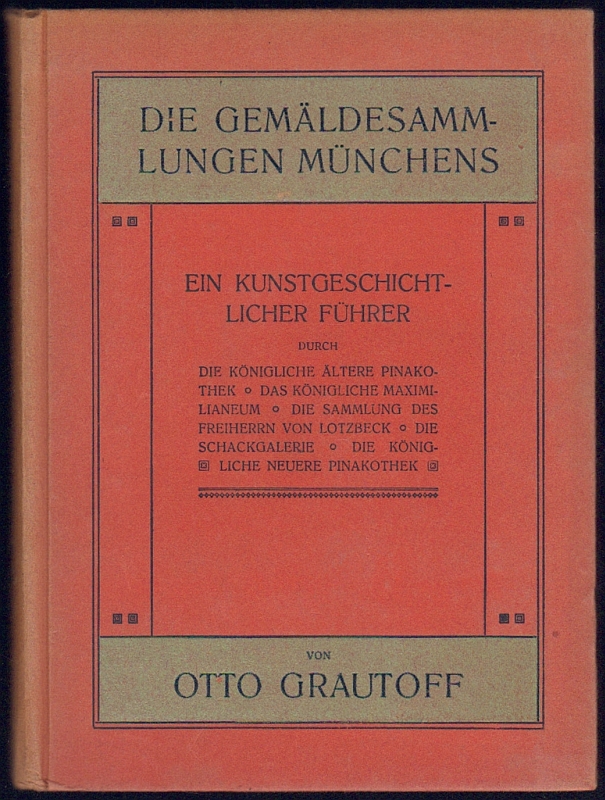 DIE GEMÄLDESAMM-
LUNGEN MÜNCHENS
EIN KUNSTGESCHICHT-
LICHER FÜHRER
DURCH
DIE KÖNIGLICHE ÄLTERE PINAKO-
THEK ∘ DAS KÖNIGLICHE MAXIMI-
LIANEUM ∘ DIE SAMMLUNG DES
FREIHERRN VON LOTZBECK ∘ DIE
SCHACKGALERIE ∘ DIE KÖNIG-
LICHE NEUERE PINAKOTHEK
VON
OTTO GRAUTOFF